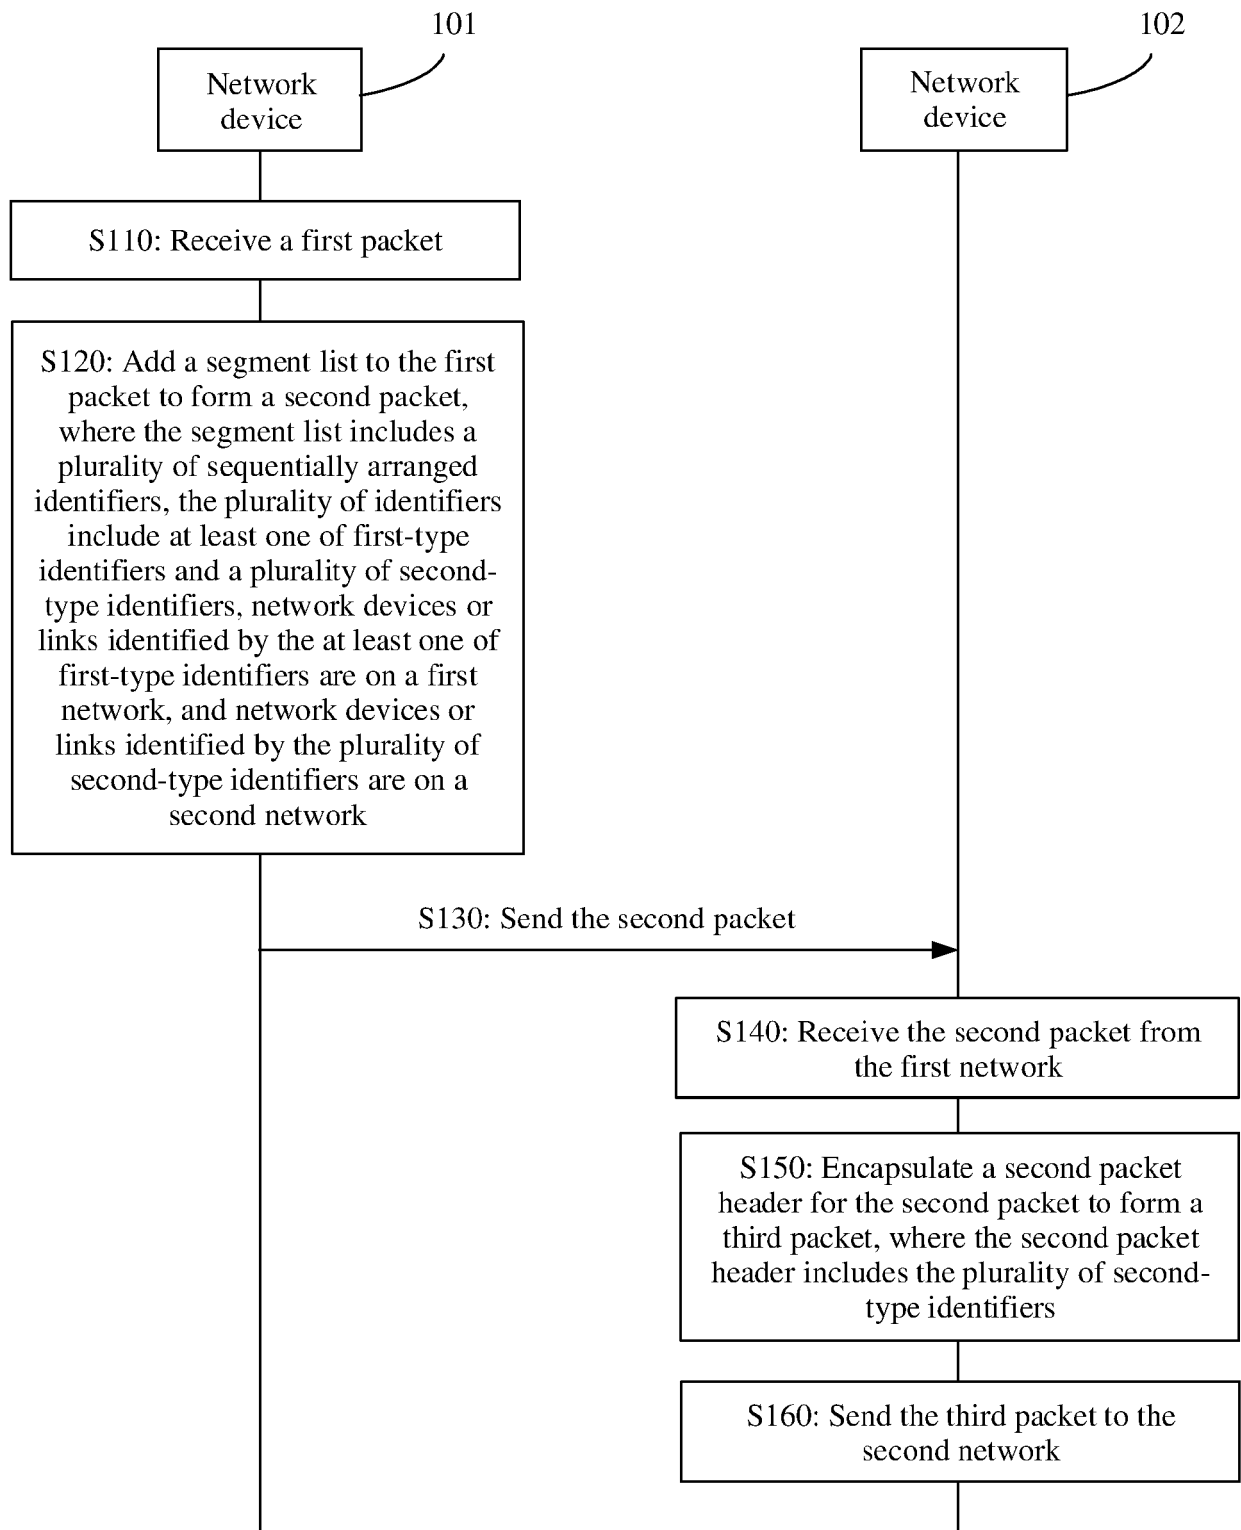 101
102
Network
device
Network
device
S110: Receive a first packet
S120: Add a segment list to the first
packet to form a second packet,
where the segment list includes a
plurality of sequentially arranged
identifiers, the plurality of identifiers
include at least one of first-type
identifiers and a plurality of second-
type identifiers, network devices or
links identified by the at least one of
first-type identifiers are on a first
network, and network devices or
links identified by the plurality of
second-type identifiers are on a
second network
S130: Send the second packet
S140: Receive the second packet from
the first network
S150: Encapsulate a second packet
header for the second packet to form a
third packet, where the second packet
header includes the plurality of second-
type identifiers
S160: Send the third packet to the
second network